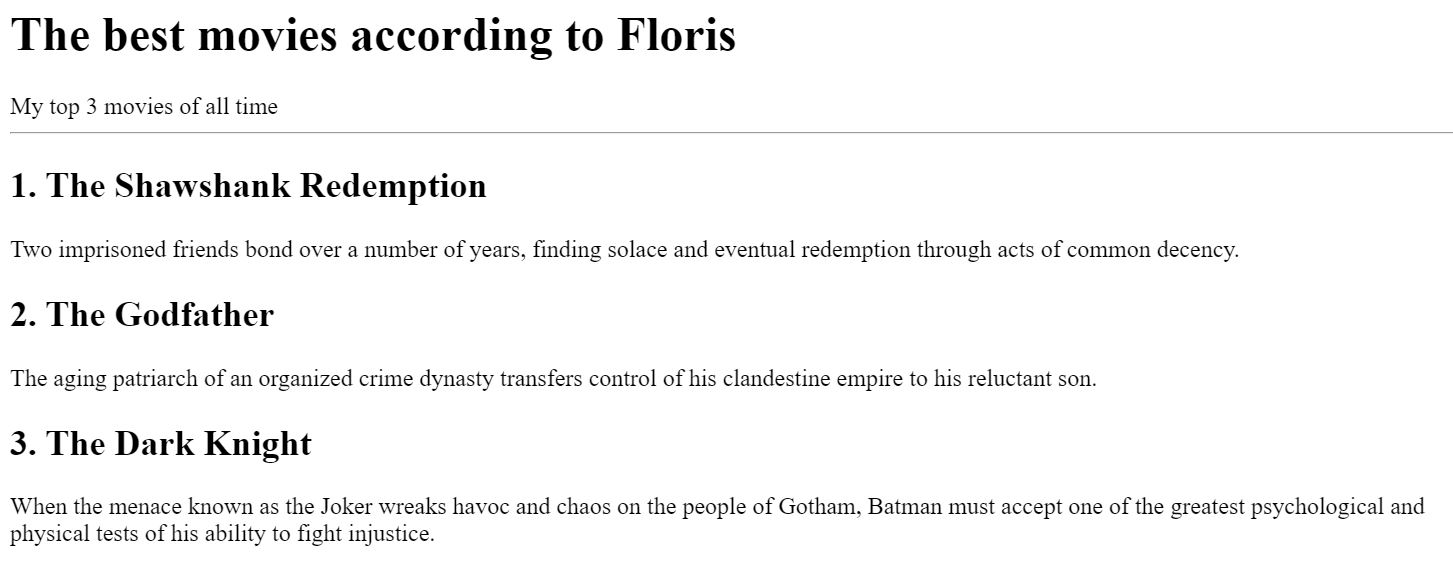 The best movies according to Floris
My top 3 movies of all time
1. The Shawshank Redemption
Two imprisoned friends bond over a number of years, finding solace and eventual redemption through acts of common decency.
2. The Godfather
The aging patriarch of an organized crime dynasty transfers control of his clandestine empire to his reluctant son.
3. The Dark Knight
When the menace known as the Joker wreaks havoc and chaos on the people of Gotham, Batman must accept one of the greatest psychological and
physical tests of his ability to fight injustice.